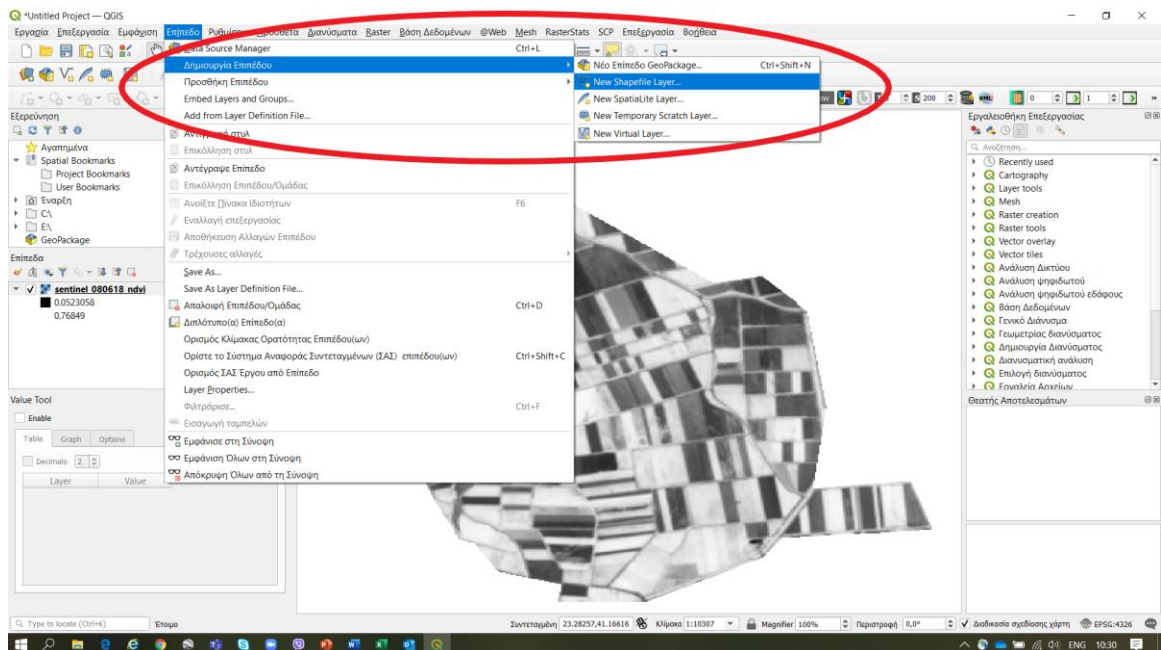 *Untitled Project — QGIS
Εργασία Επεξεργασία Εμφάνιση Επίπεδο Ρυθμίσεις Πρόσθετα Διανύσματα Raster Βάση Δεδομένων @Web Mesh RasterStats SCP Επεξεργασία Βοήθεια
Data Source Manager Ctrl+L
Δημιουργία Επιπέδου
Προσθήκη Επιπέδου
Embed Layers and Groups...
Add from Layer Definition File...
Αντιγραφή στυλ
Επικόλληση στυλ
Αντέγραψε Επίπεδο
Επικόλληση Επιπέδου/Ομάδας
Ανοίξτε Πίνακα Ιδιοτήτων F6
Εναλλαγή επεξεργασίας
Αποθήκευση Αλλαγών Επιπέδου
Τρέχουσες αλλαγές
Save As...
Save As Layer Definition File...
Απαλοιφή Επιπέδου/Ομάδας Ctrl+D
Διπλότυπο(α) Επίπεδο(α)
Ορισμός Κλίμακας Ορατότητας Επιπέδου(ων)
Ορίστε το Σύστημα Αναφοράς Συντεταγμένων (ΣΑΣ) επιπέδου(ων) Ctrl+Shift+C
Ορισμός ΣΑΣ Έργου από Επίπεδο
Layer Properties...
Φιλτράρισε... Ctrl+F
Εισαγωγή ταμπελών
Εμφάνισε στη Σύνοψη
Εμφάνιση Όλων στη Σύνοψη
Απόκρυψη Όλων από τη Σύνοψη
Νέο Επίπεδο GeoPackage... Ctrl+Shift+N
New Shapefile Layer...
New SpatiaLite Layer...
New Temporary Scratch Layer...
New Virtual Layer...
200 0 1
Εξερεύνηση
Αγαπημένα
Spatial Bookmarks
Project Bookmarks
User Bookmarks
Έναρξη
C:\
E:\
GeoPackage
Επίπεδα
sentinel_080618_ndvi
0.0523058
0.76849
Value Tool
Enable
Table Graph Options
Decimals 2
Layer Value
Εργαλειοθήκη Επεξεργασίας
Αναζήτηση...
Recently used
Cartography
Layer tools
Mesh
Raster creation
Raster tools
Vector overlay
Vector tiles
Ανάλυση Δικτύου
Ανάλυση ψηφιδωτού
Ανάλυση ψηφιδωτού εδάφους
Βάση Δεδομένων
Γενικό Διάνυσμα
Γεωμετρίας διανύσματος
Δημιουργία Διανύσματος
Διανυσματική ανάλυση
Επιλογή διανύσματος
Εργαλεία Αρχείων
Θεατής Αποτελεσμάτων
Type to locate (Ctrl+K) Έτοιμο Συντεταγμένη 23.28257,41.16616 Κλίμακα 1:10307 Magnifier 100% Περιστροφή 0,0° Διαδικασία σχεδίασης χάρτη EPSG:4326
ENG 10:30